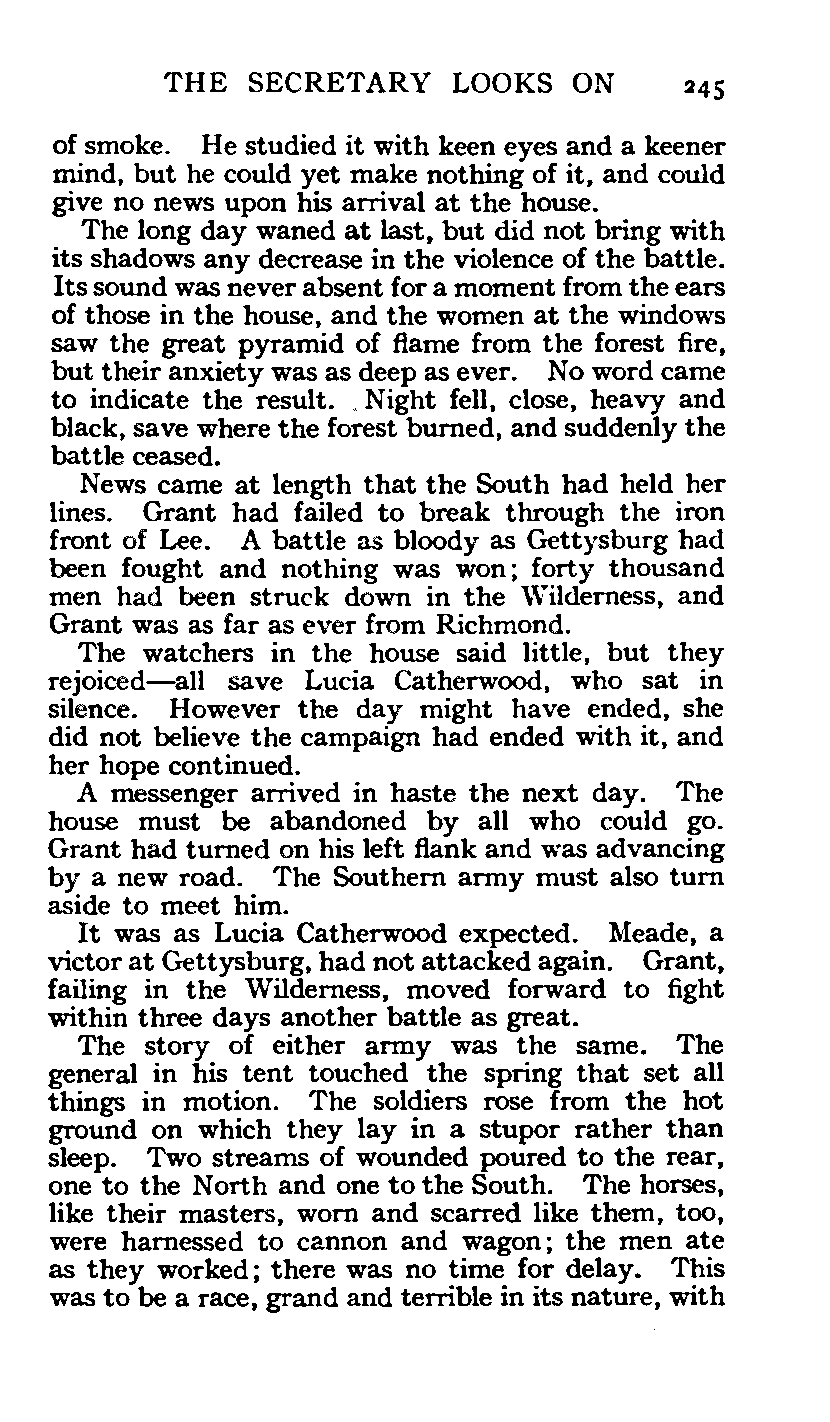 THE SECRETARY LOOKS ON 245
of smoke. He studied it with keen eyes and a keener
mind, but he could yet make nothing of it, and could
give no news upon his arrival at the house.
The long day waned at last, but did not bring with
its shadows any decrease in the violence of the battle.
Its sound was never absent for a moment from the ears
of those in the house, and the women at the windows
saw the great pyramid of flame from the forest fire,
but their anxiety was as deep as ever. No word came
to indicate the result. Night fell, close, heavy and
black, save where the forest burned, and suddenly the
battle ceased.
News came at length that the South had held her
lines. Grant had failed to break through the iron
front of Lee. A battle as bloody as Gettysburg had
been fought and nothing was won; forty thousand
men had been struck down in the Wilderness, and
Grant was as far as ever from Richmond.
The watchers in the house said little, but they
rejoiced—all save Lucia Catherwood, who sat in
silence. However the day might have ended, she
did not believe the campaign had ended with it, and
her hope continued.
A messenger arrived in haste the next day. The
house must be abandoned by all who could go.
Grant had turned on his left flank and was advancing
by a new road. The Southern army must also turn
aside to meet him.
It was as Lucia Catherwood expected. Meade, a
victor at Gettysburg, had not attacked again. Grant,
failing in the Wilderness, moved forward to fight
within three days another battle as great.
The story of either army was the same. The
general in his tent touched the spring that set all
things in motion. The soldiers rose from the hot
ground on which they lay in a stupor rather than
sleep. Two streams of wounded poured to the rear,
one to the North and one to the South. The horses,
like their masters, worn and scarred like them, too,
were harnessed to cannon and wagon; the men ate
as they worked; there was no time for delay. This
was to be a race, grand and terrible in its nature, with